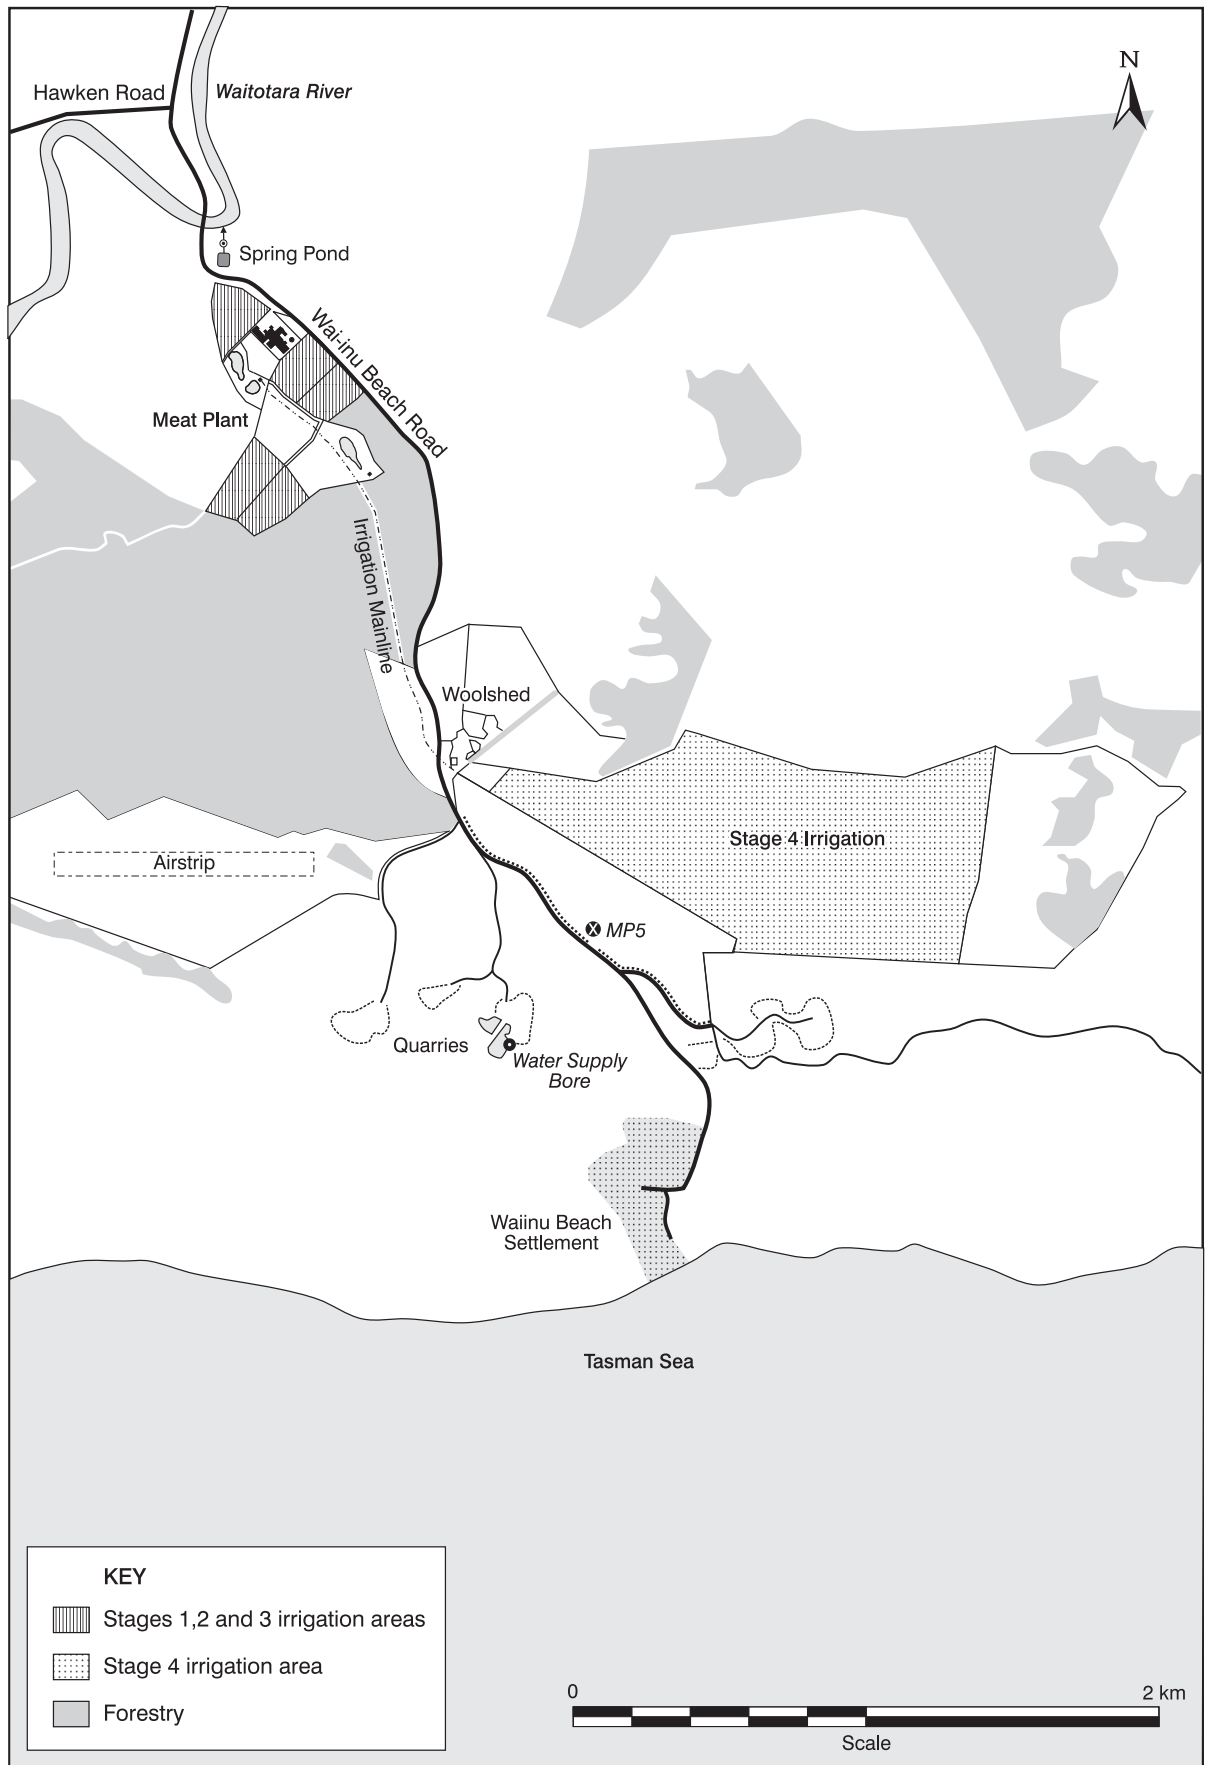 N
Hawken Road
Waitotara River
Spring Pond
Wai-inu Beach Road
Meat Plant
Irrigation Mainline
Woolshed
Stage 4 Irrigation
Airstrip
X MP5
Quarries
Water Supply
Bore
Waiinu Beach
Settlement
Tasman Sea
KEY
Stages 1,2 and 3 irrigation areas
Stage 4 irrigation area
Forestry
0 2 km
Scale